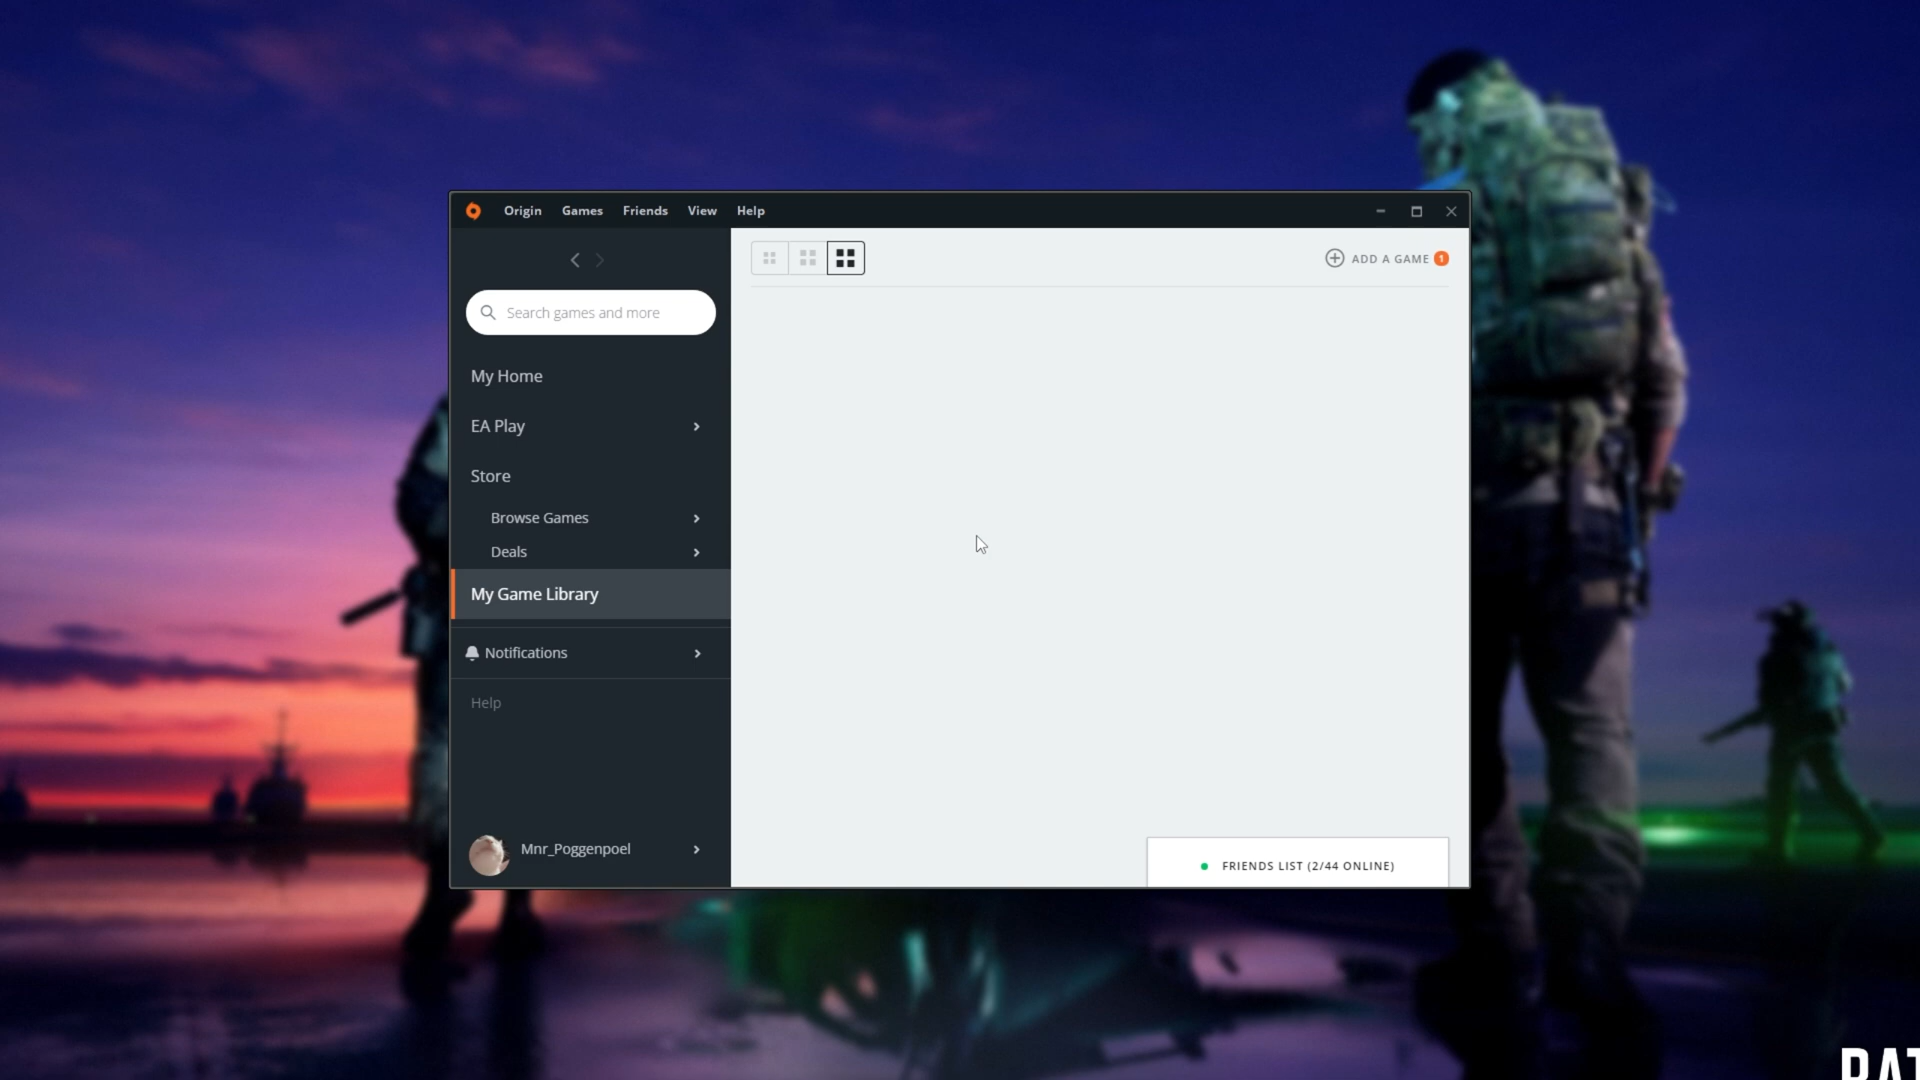 Origin Games Friends View Help
ADD A GAME 1
Search games and more
My Home
EA Play
Store
Browse Games
Deals
My Game Library
Notifications
Help
Mnr_Poggenpoel
FRIENDS LIST (2/44 ONLINE)